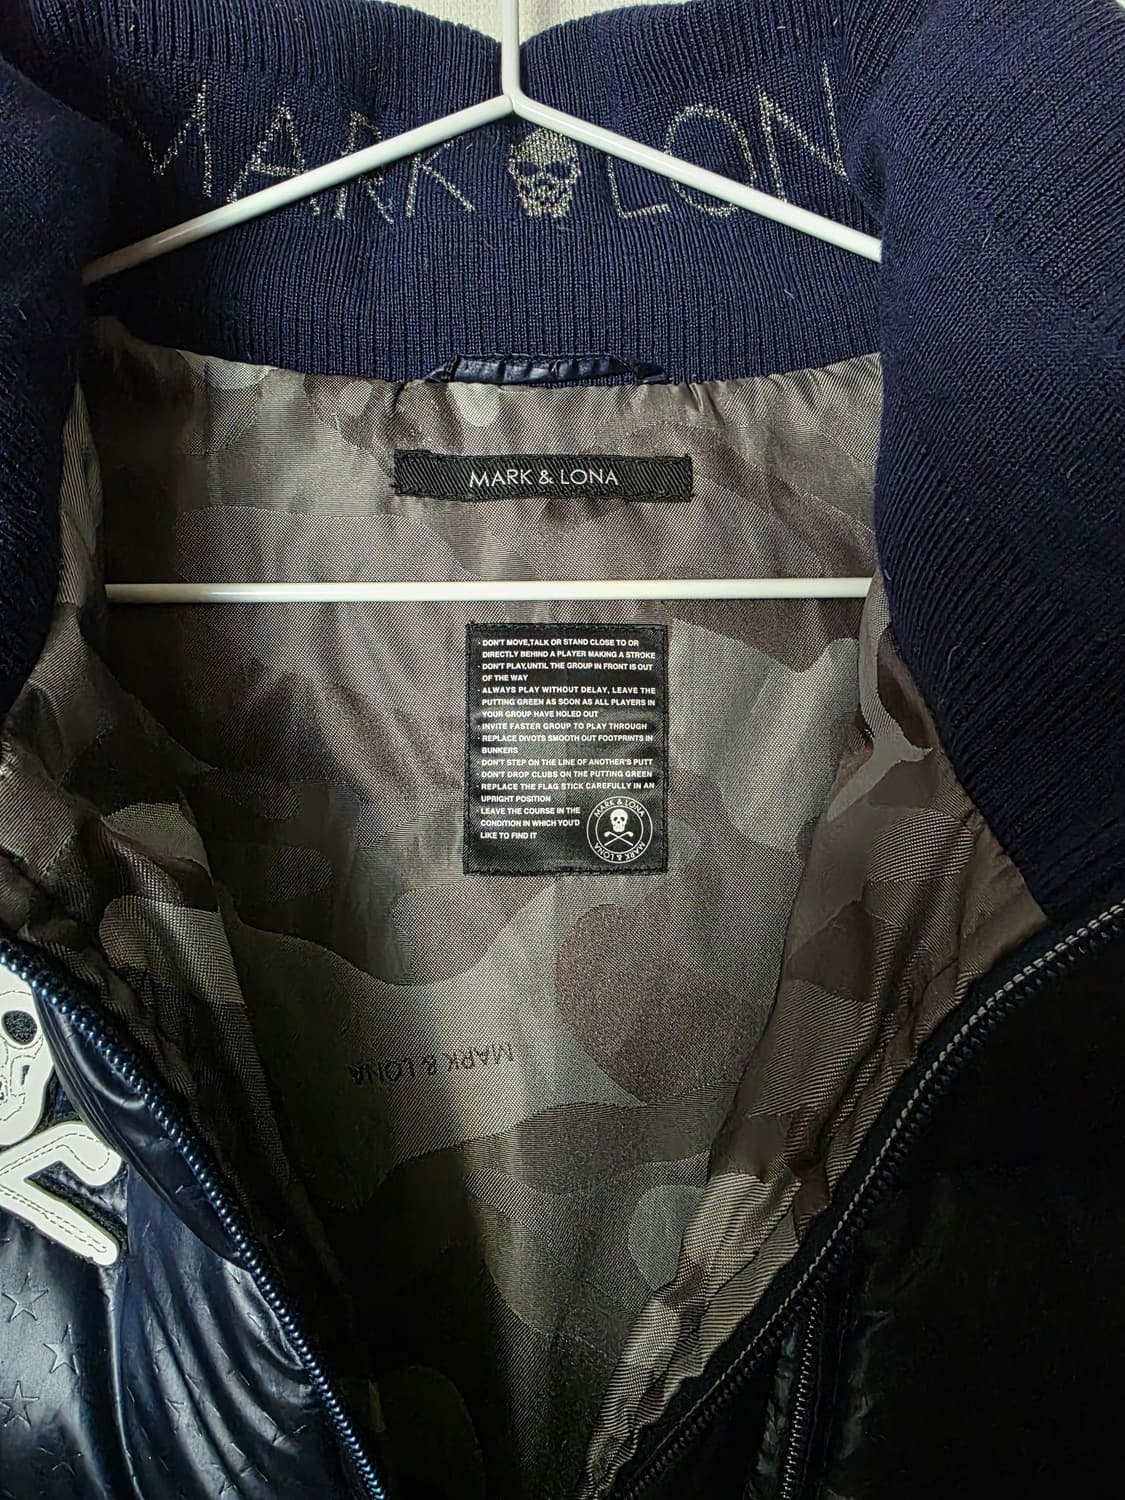 MARK LON
MARK & LONA
· DON'T MOVE,TALK OR STAND CLOSE TO OR
DIRECTLY BEHIND A PLAYER MAKING A STROKE
· DON'T PLAY,UNTIL THE GROUP IN FRONT IS OUT
OF THE WAY
· ALWAYS PLAY WITHOUT DELAY, LEAVE THE
PUTTING GREEN AS SOON AS ALL PLAYERS IN
YOUR GROUP HAVE HOLED OUT
· INVITE FASTER GROUP TO PLAY THROUGH
· REPLACE DIVOTS SMOOTH OUT FOOTPRINTS IN
BUNKERS
· DON'T STEP ON THE LINE OF ANOTHER'S PUTT
· DON'T DROP CLUBS ON THE PUTTING GREEN
· REPLACE THE FLAG STICK CAREFULLY IN AN
UPRIGHT POSITION
· LEAVE THE COURSE IN THE
CONDITION IN WHICH YOU'D
LIKE TO FIND IT
MARK & LONA
MARK & LONA
MARK & LONA